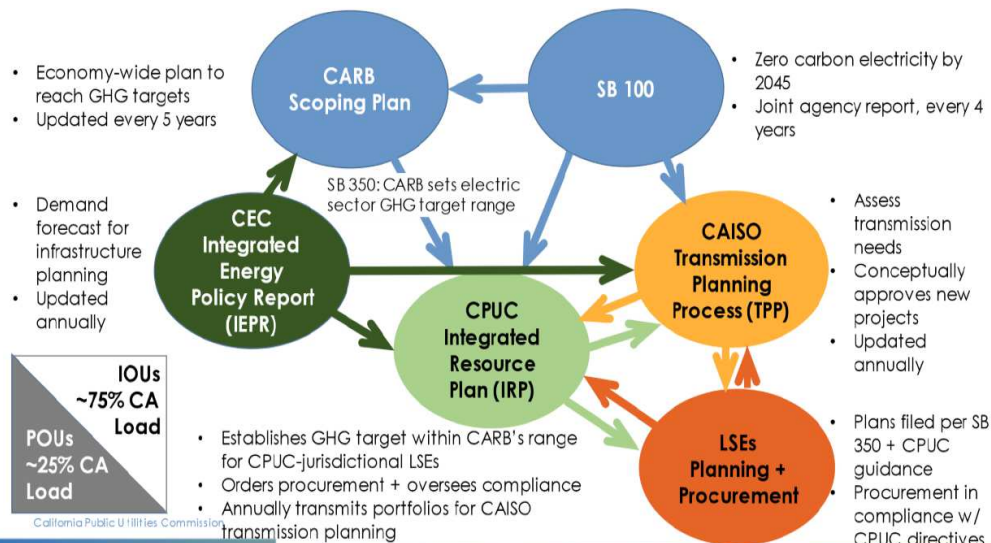 • Economy-wide plan to
reach GHG targets
• Updated every 5 years
CARB
Scoping Plan
SB 100
• Zero carbon electricity by
2045
• Joint agency report, every 4
years
SB 350: CARB sets electric
sector GHG target range
• Demand
forecast for
infrastructure
planning
• Updated
annually
CEC
Integrated
Energy
Policy Report
(IEPR)
CAISO
Transmission
Planning
Process (TPP)
• Assess
transmission
needs
• Conceptually
approves new
projects
• Updated
annually
CPUC
Integrated
Resource
Plan (IRP)
IOUs
~75% CA
Load
POUs
~25% CA
Load
• Establishes GHG target within CARB's range
for CPUC-jurisdictional LSEs
• Orders procurement + oversees compliance
• Annually transmits portfolios for CAISO
transmission planning
LSEs
Planning +
Procurement
• Plans filed per SB
350 + CPUC
guidance
• Procurement in
compliance w/
CPUC directives
California Public Utilities Commission